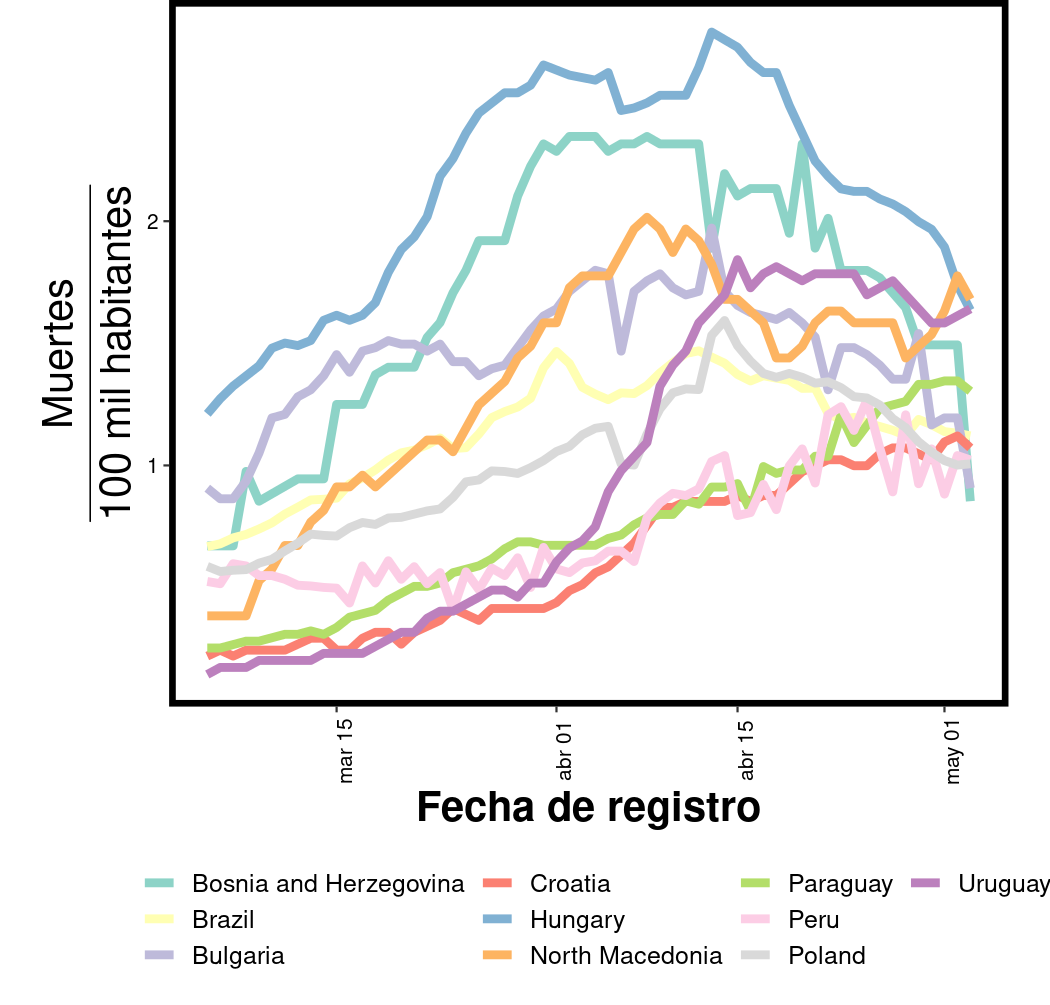 Muertes
100 mil habitantes
2
1
mar 15
abr 01
abr 15
may 01
Fecha de registro
Bosnia and Herzegovina
Brazil
Bulgaria
Croatia
Hungary
North Macedonia
Paraguay
Peru
Poland
Uruguay